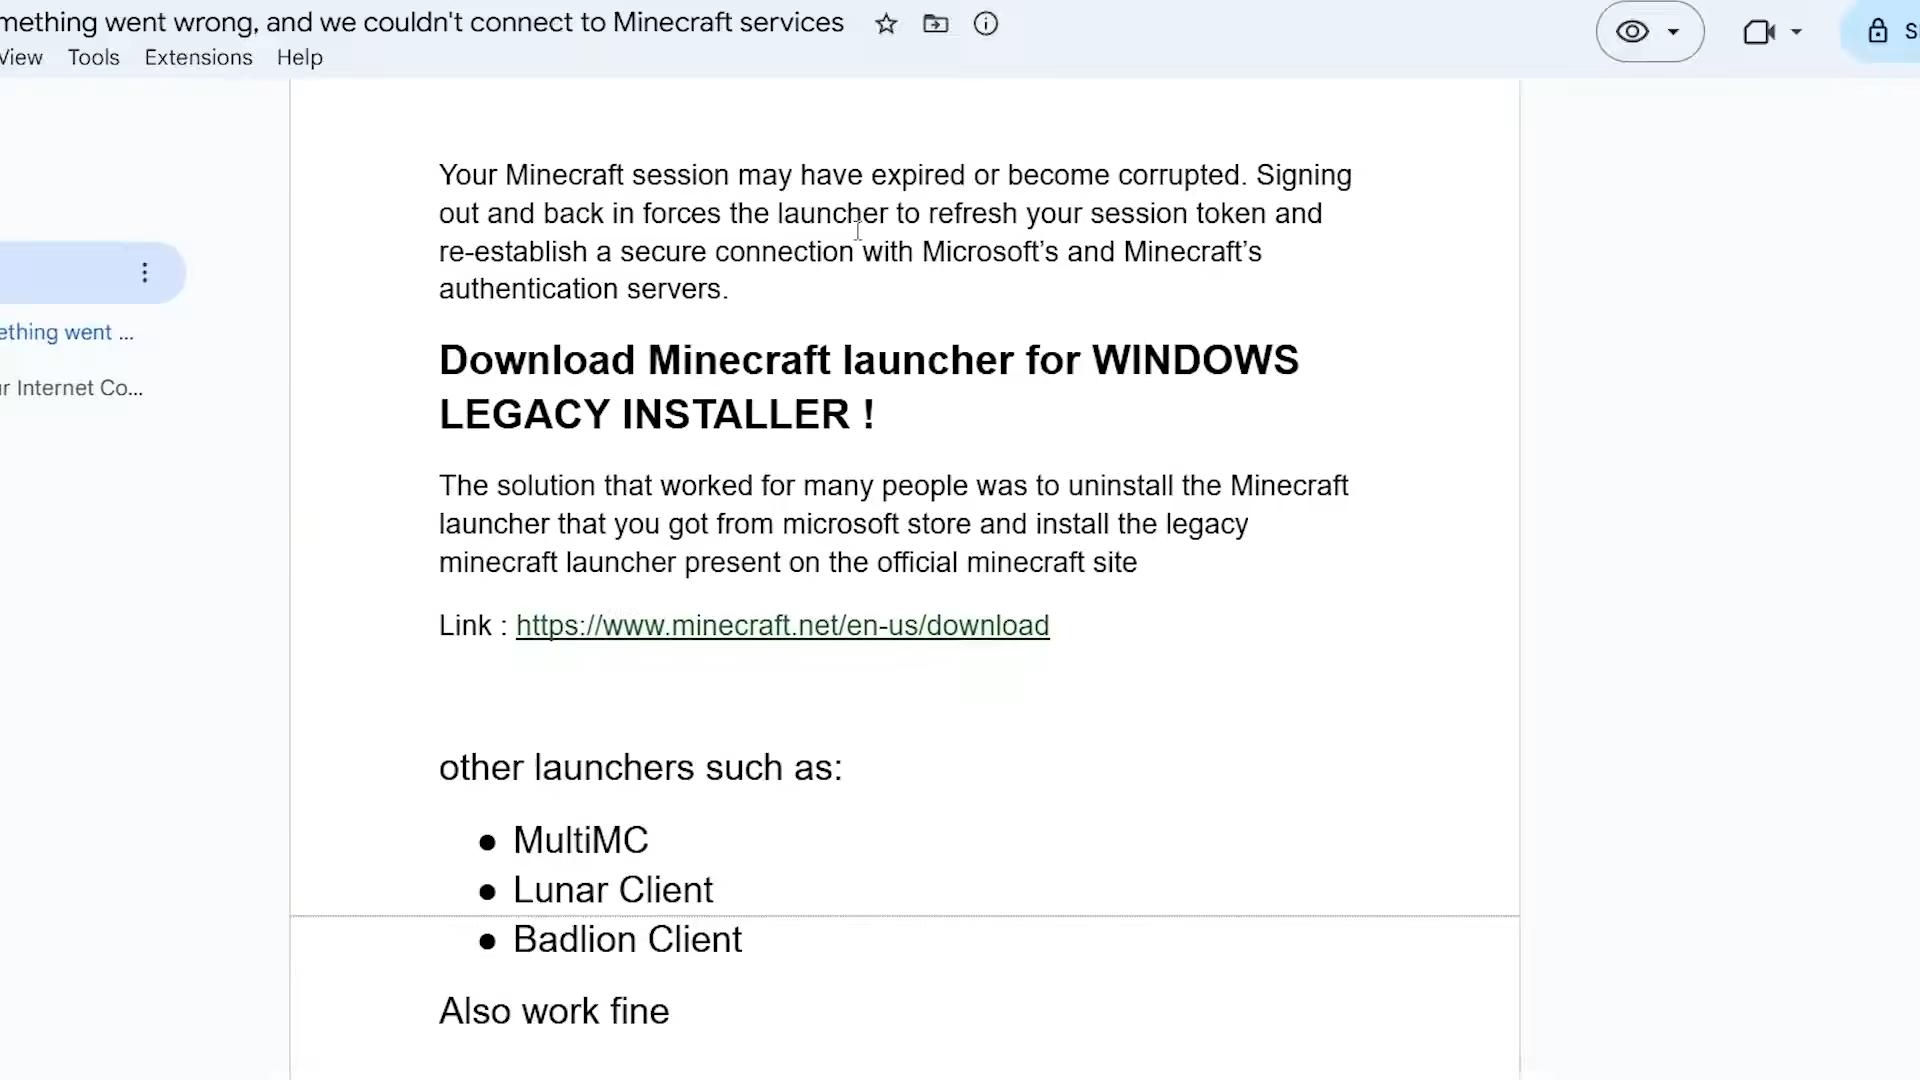 mething went wrong, and we couldn't connect to Minecraft services
View Tools Extensions Help
ething went ...
r Internet Co...
Your Minecraft session may have expired or become corrupted. Signing
out and back in forces the launcher to refresh your session token and
re-establish a secure connection with Microsoft’s and Minecraft’s
authentication servers.
Download Minecraft launcher for WINDOWS
LEGACY INSTALLER !
The solution that worked for many people was to uninstall the Minecraft
launcher that you got from microsoft store and install the legacy
minecraft launcher present on the official minecraft site
Link : https://www.minecraft.net/en-us/download
other launchers such as:
● MultiMC
● Lunar Client
● Badlion Client
Also work fine